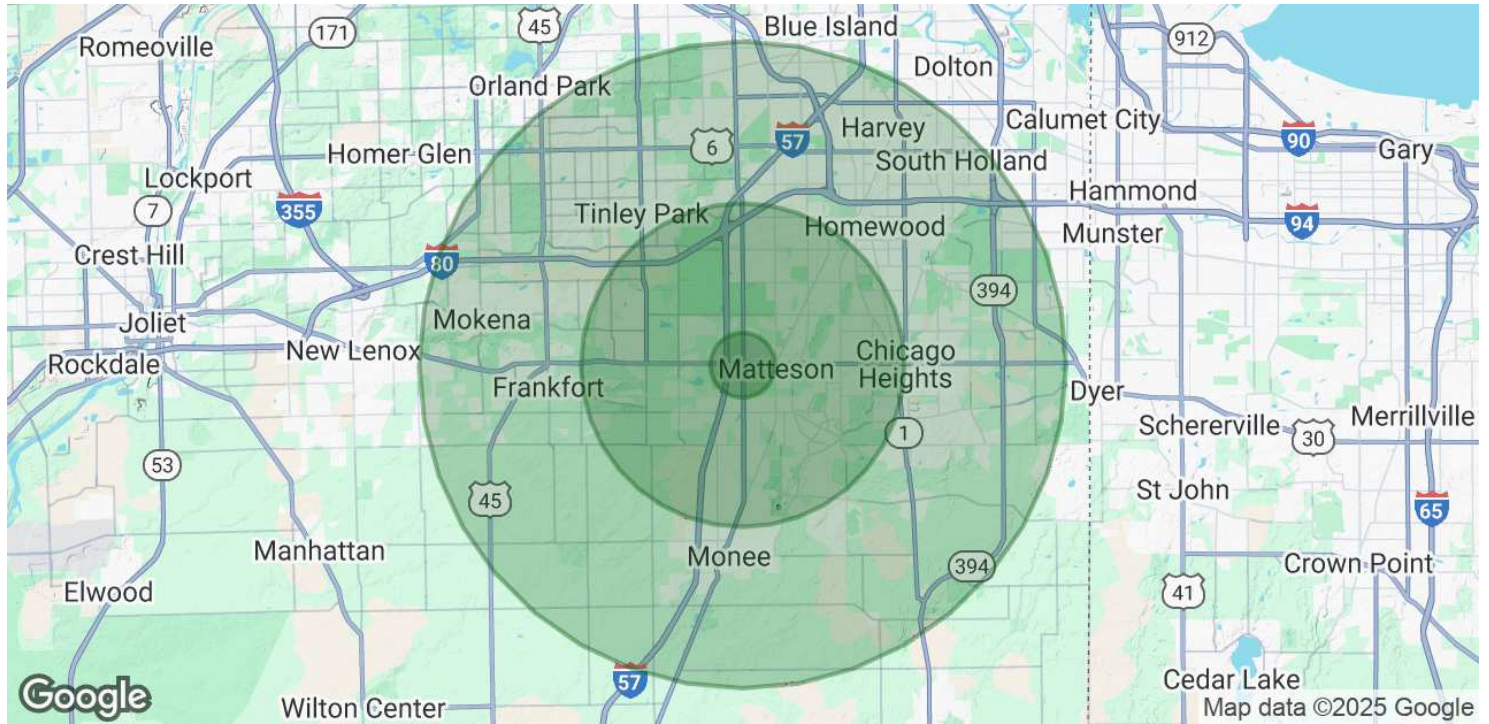 Blue Island
45
171
912
Romeoville
Dolton
Orland Park
Calumet City
Harvey
57
90
6
Gary
Homer Glen
South Holland
Lockport
Hammond
7
355
Tinley Park
Homewood
94
Munster
Crest Hill
80
394
Joliet
Mokena
New Lenox
Rockdale
Matteson
Chicago
Heights
Frankfort
Dyer
Merrillville
Schererville
30
1
53
St John
45
65
Manhattan
Monee
394
Crown Point
Elwood
41
57
Cedar Lake
Google
Wilton Center
Map data ©2025 Google